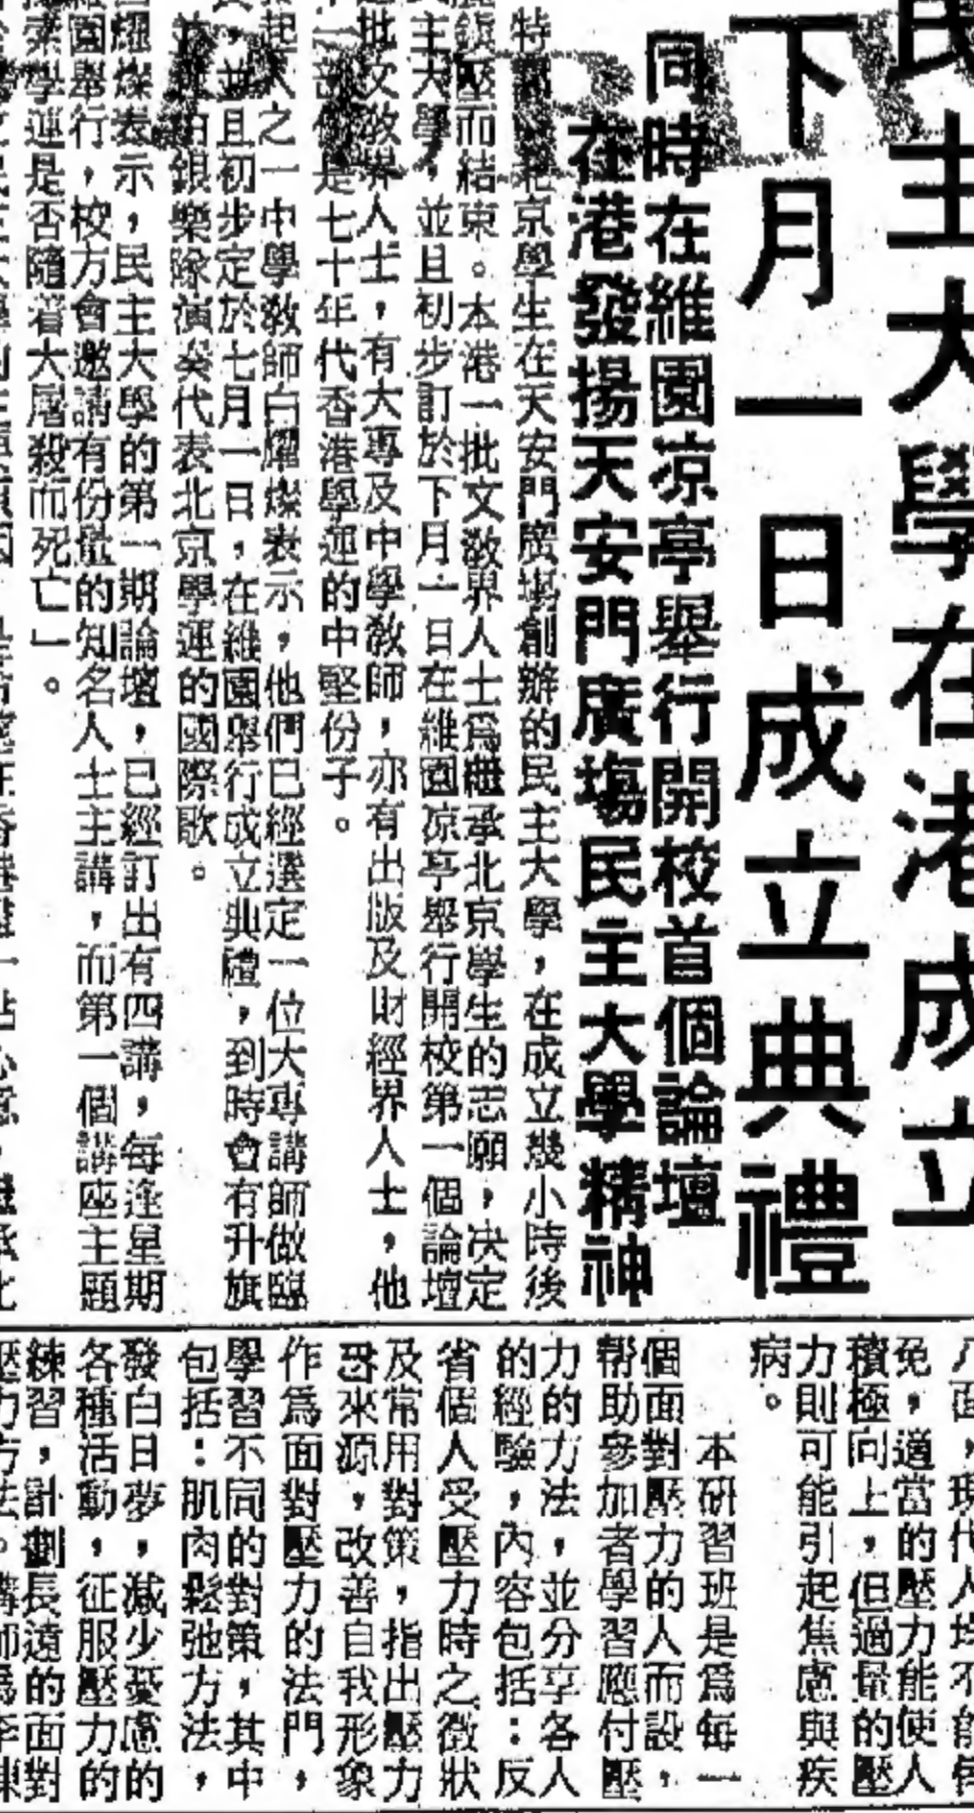 民主大學在港成立
下月一日成立典禮
同時在維園涼亭舉行開校首個論壇
在港發揚天安門廣場民主大學精神
京學生在天安門廣場創辦的民主大學，在成立幾小時後
鎮壓而結束。本港一批文教界人士為繼承北京學生的志願，決定
主大學，並且初步訂於下月一日在維園凉亭舉行開校第一個論壇
批文教界人士，有大專及中學教師，亦有出版及財經界人士，他
是七十年代香港學運的中堅份子。
起人之一中學教師白耀燦表示，他們已經選定一位大專講師做臨
，並且初步定於七月一日，在維園舉行成立典禮，到時會有升旗
銀樂隊演奏代表北京學運的國際歌。
耀燦表示，民主大學的第一期論壇，已經訂出有四講，每逢星期
園舉行，校方會邀請有份量的知名人士主講，而第一個講座主題
學運是否隨着大屠殺而死亡」。
面，現代人均不能
免，適當的壓力能使人
積極向上，但過量的壓
力則可能引起焦慮與疾
病。
本研習班是為每一
個面對壓力的人而設，
幫助參加者學習應付壓
力的方法，並分享各人
的經驗，內容包括：反
省個人受壓力時之徵狀
及常用對策，指出壓力
來源，改善自我形象
作為面對壓力的法門，
學習不同的對策，其中
包括：肌肉鬆弛方法，
發白日夢，減少憂慮的
各種活動，征服壓力的
練習，計劃長遠的面對